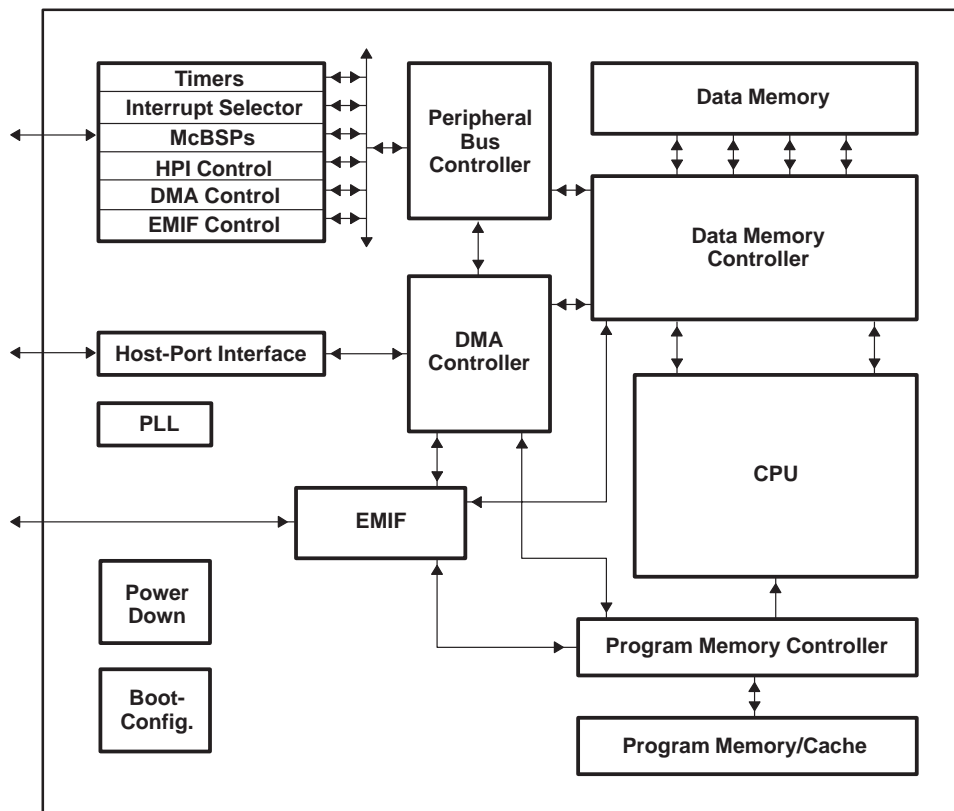 Timers
Interrupt Selector
McBSPs
HPI Control
DMA Control
EMIF Control
Peripheral
Bus
Controller
Data Memory
Data Memory
Controller
Host-Port Interface
DMA
Controller
PLL
CPU
EMIF
Power
Down
Program Memory Controller
Boot-
Config.
Program Memory/Cache